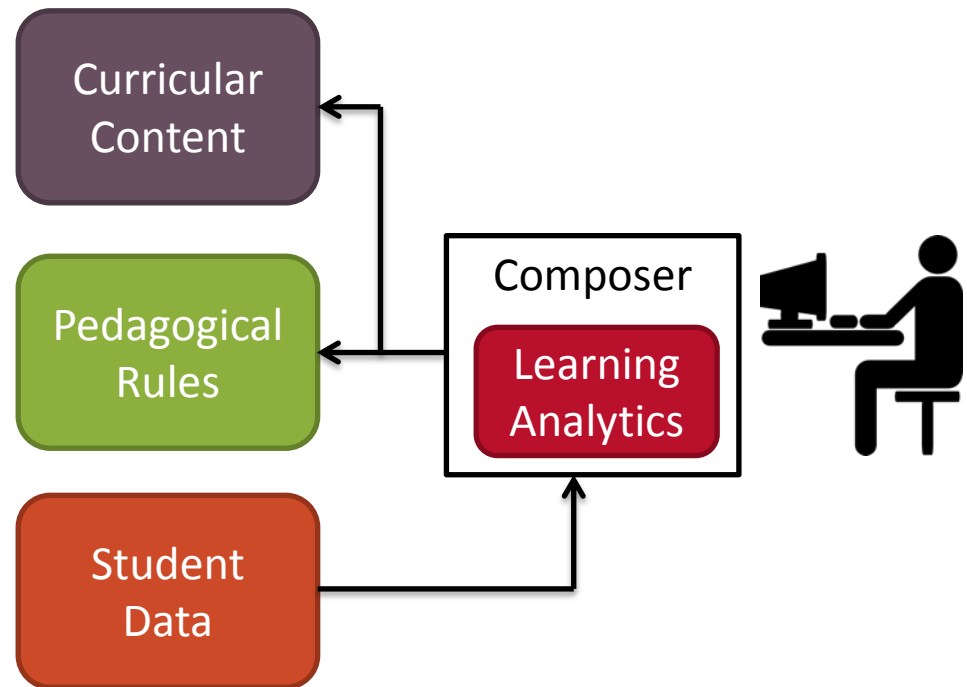 Curricular
Content
Pedagogical
Rules
Student
Data
Composer
Learning
Analytics